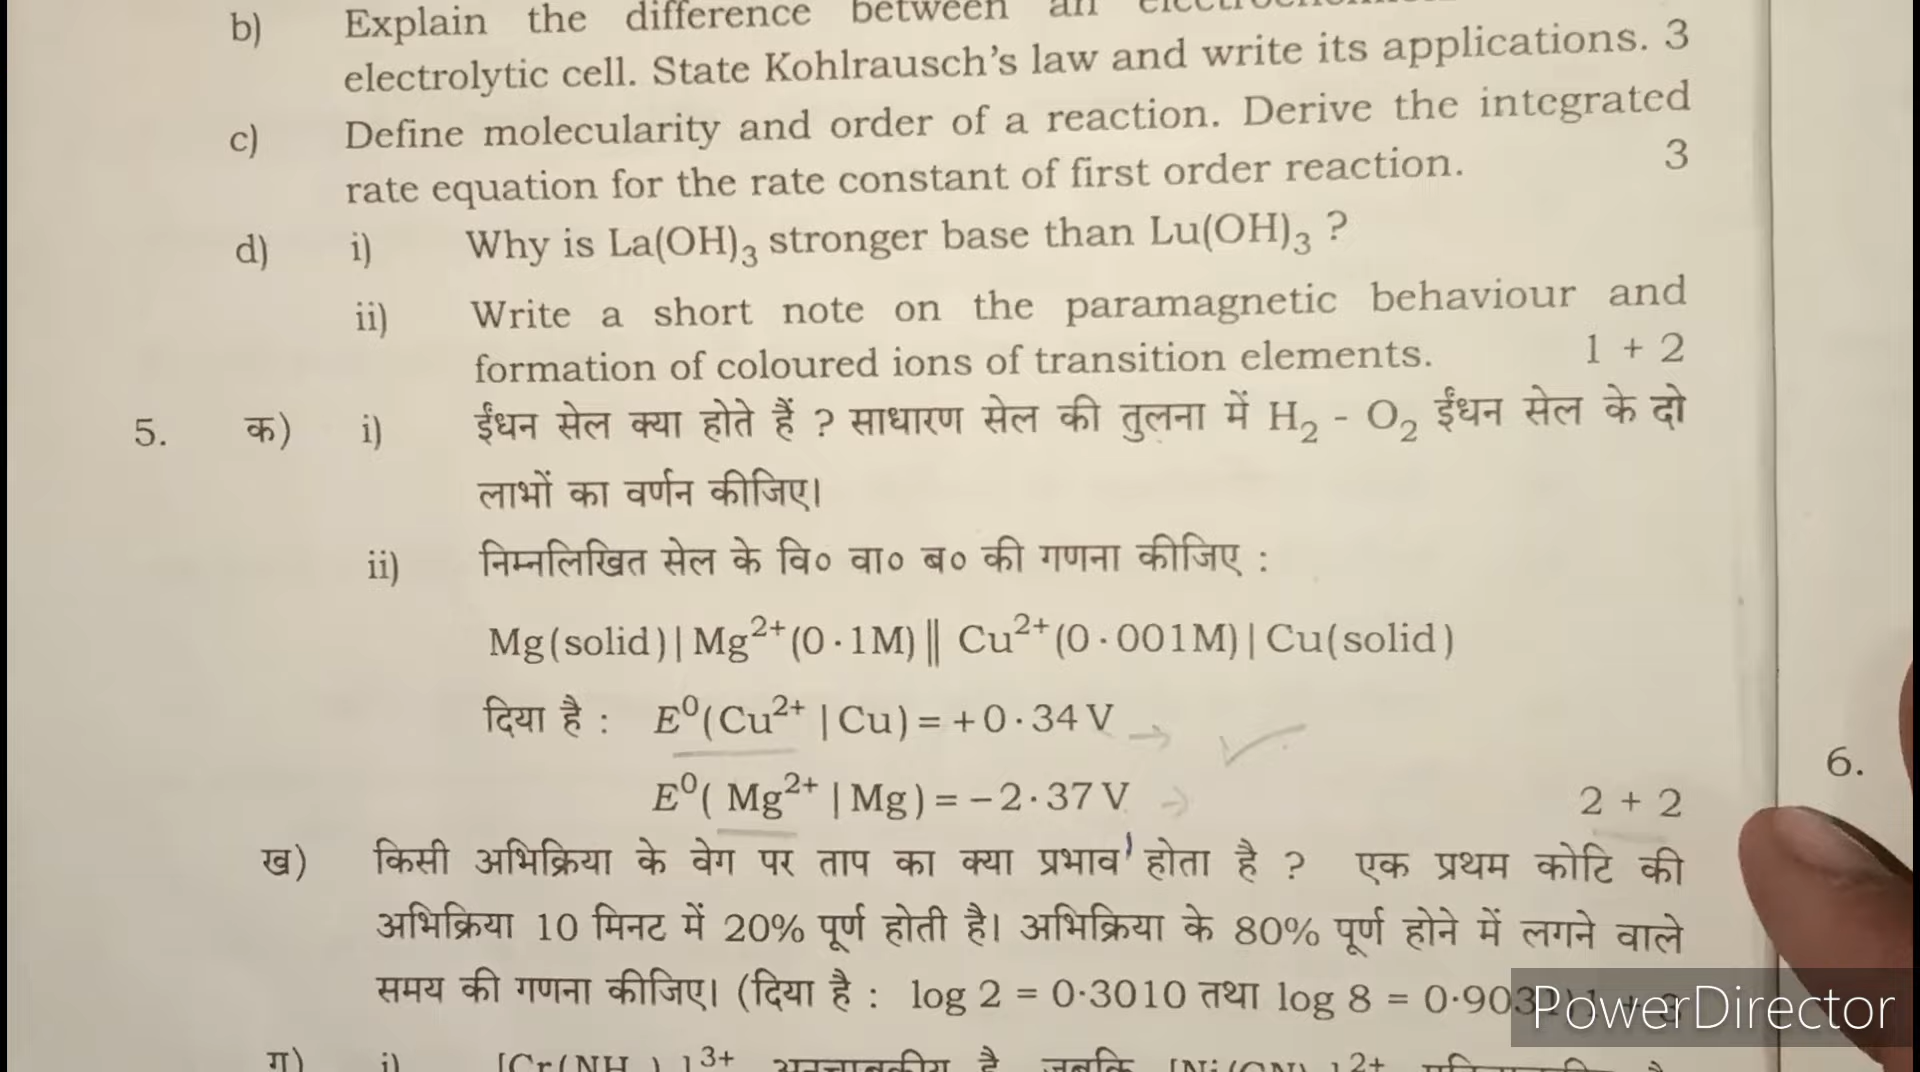 b) Explain the difference between an
electrolytic cell. State Kohlrausch's law and write its applications. 3
c) Define molecularity and order of a reaction. Derive the integrated
rate equation for the rate constant of first order reaction. 3
d) i) Why is La(OH)₃ stronger base than Lu(OH)₃ ?
ii) Write a short note on the paramagnetic behaviour and
formation of coloured ions of transition elements. 1 + 2
5. क) i) ईंधन सेल क्या होते हैं ? साधारण सेल की तुलना में H₂ - O₂ ईंधन सेल के दो
लाभों का वर्णन कीजिए।
ii) निम्नलिखित सेल के वि० वा० ब० की गणना कीजिए :
Mg(solid)| Mg²⁺(0·1M)|| Cu²⁺(0·001M)| Cu(solid)
दिया है : E⁰(Cu²⁺ | Cu) = +0·34 V
E⁰( Mg²⁺ | Mg) = –2·37 V
2 + 2
6.
ख) किसी अभिक्रिया के वेग पर ताप का क्या प्रभाव होता है ? एक प्रथम कोटि की
अभिक्रिया 10 मिनट में 20% पूर्ण होती है। अभिक्रिया के 80% पूर्ण होने में लगने वाले
समय की गणना कीजिए। (दिया है : log 2 = 0·3010 तथा log 8 = 0·903
PowerDirector
ग) i) जबकि